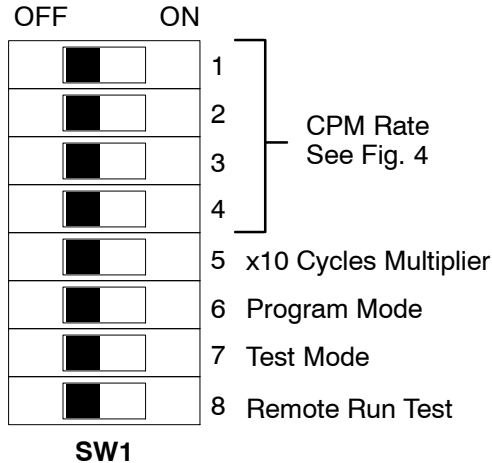 OFF ON
1
2
CPM Rate
See Fig. 4
3
4
5 x10 Cycles Multiplier
6 Program Mode
7 Test Mode
8 Remote Run Test
SW1